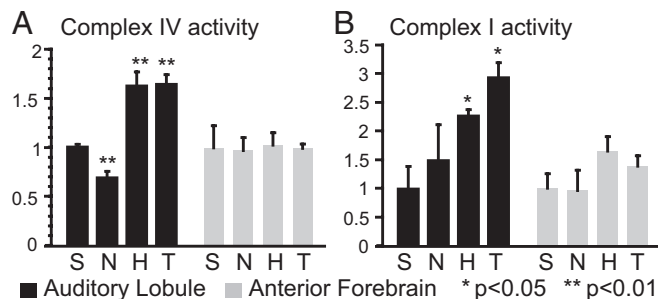 A Complex IV activity
2
1.5
1
0.5
0
** ** **
S N H T S N H T
B Complex I activity
3.5
3
2.5
2
1.5
1
0.5
0
* *
S N H T S N H T
Auditory Lobule Anterior Forebrain * p<0.05 ** p<0.01